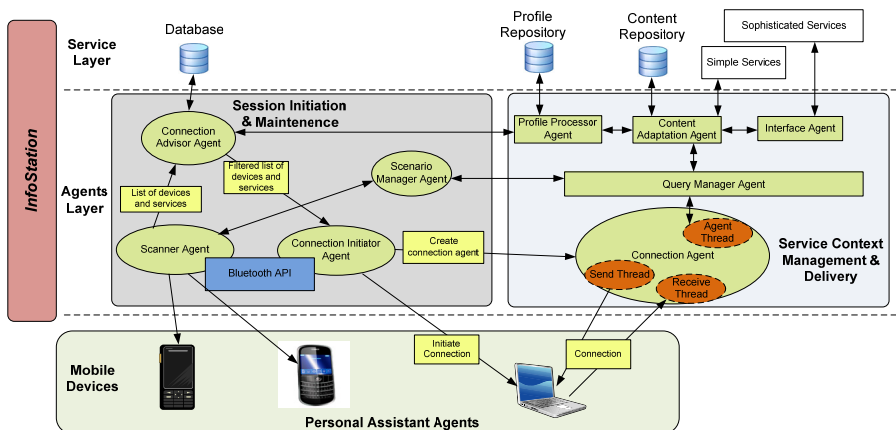 InfoStation
Service
Layer
Database
Profile
Repository
Content
Repository
Sophisticated Services
Simple Services
Agents
Layer
Session Initiation
& Maintenence
Connection
Advisor Agent
Filtered list of
devices and
services
List of devices
and services
Scenario
Manager Agent
Scanner Agent
Connection Initiator
Agent
Bluetooth API
Create
connection agent
Profile Processor
Agent
Content
Adaptation Agent
Interface Agent
Query Manager Agent
Agent
Thread
Connection Agent
Send Thread
Receive
Thread
Service Context
Management &
Delivery
Mobile
Devices
Initiate
Connection
Connection
Personal Assistant Agents